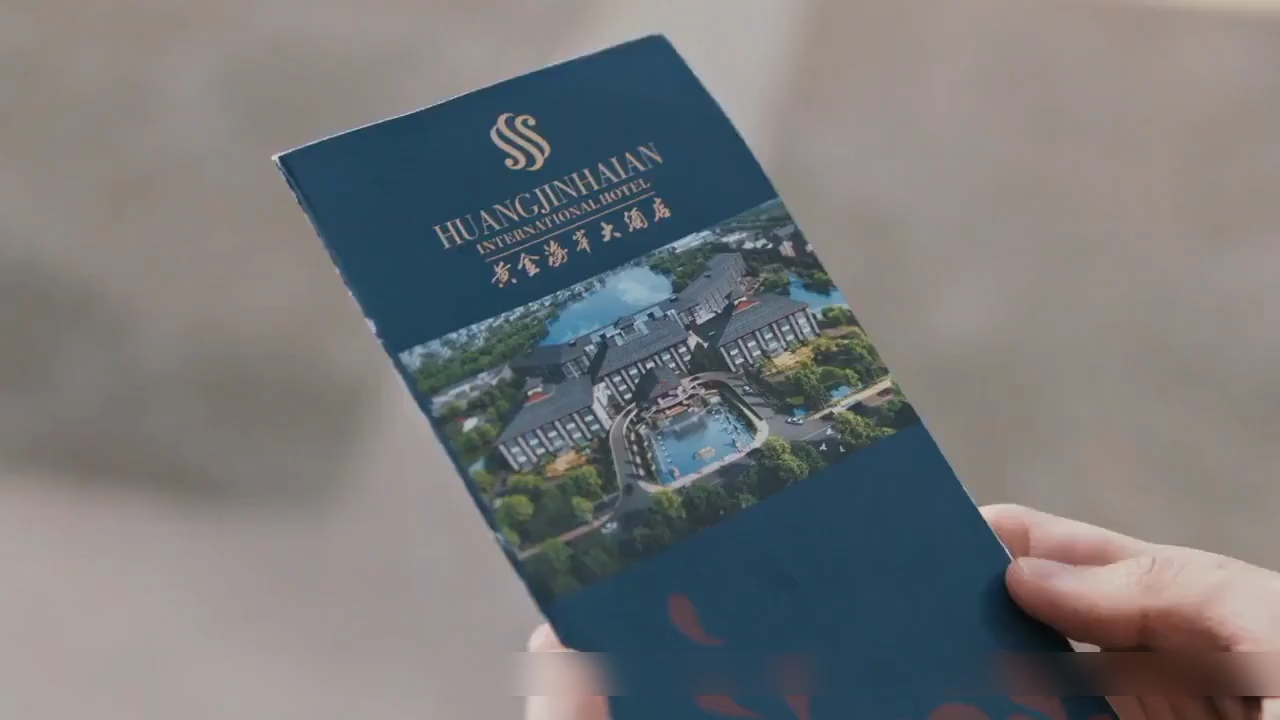 HUANGJINHAIAN
INTERNATIONAL HOTEL
黄金海岸大酒店